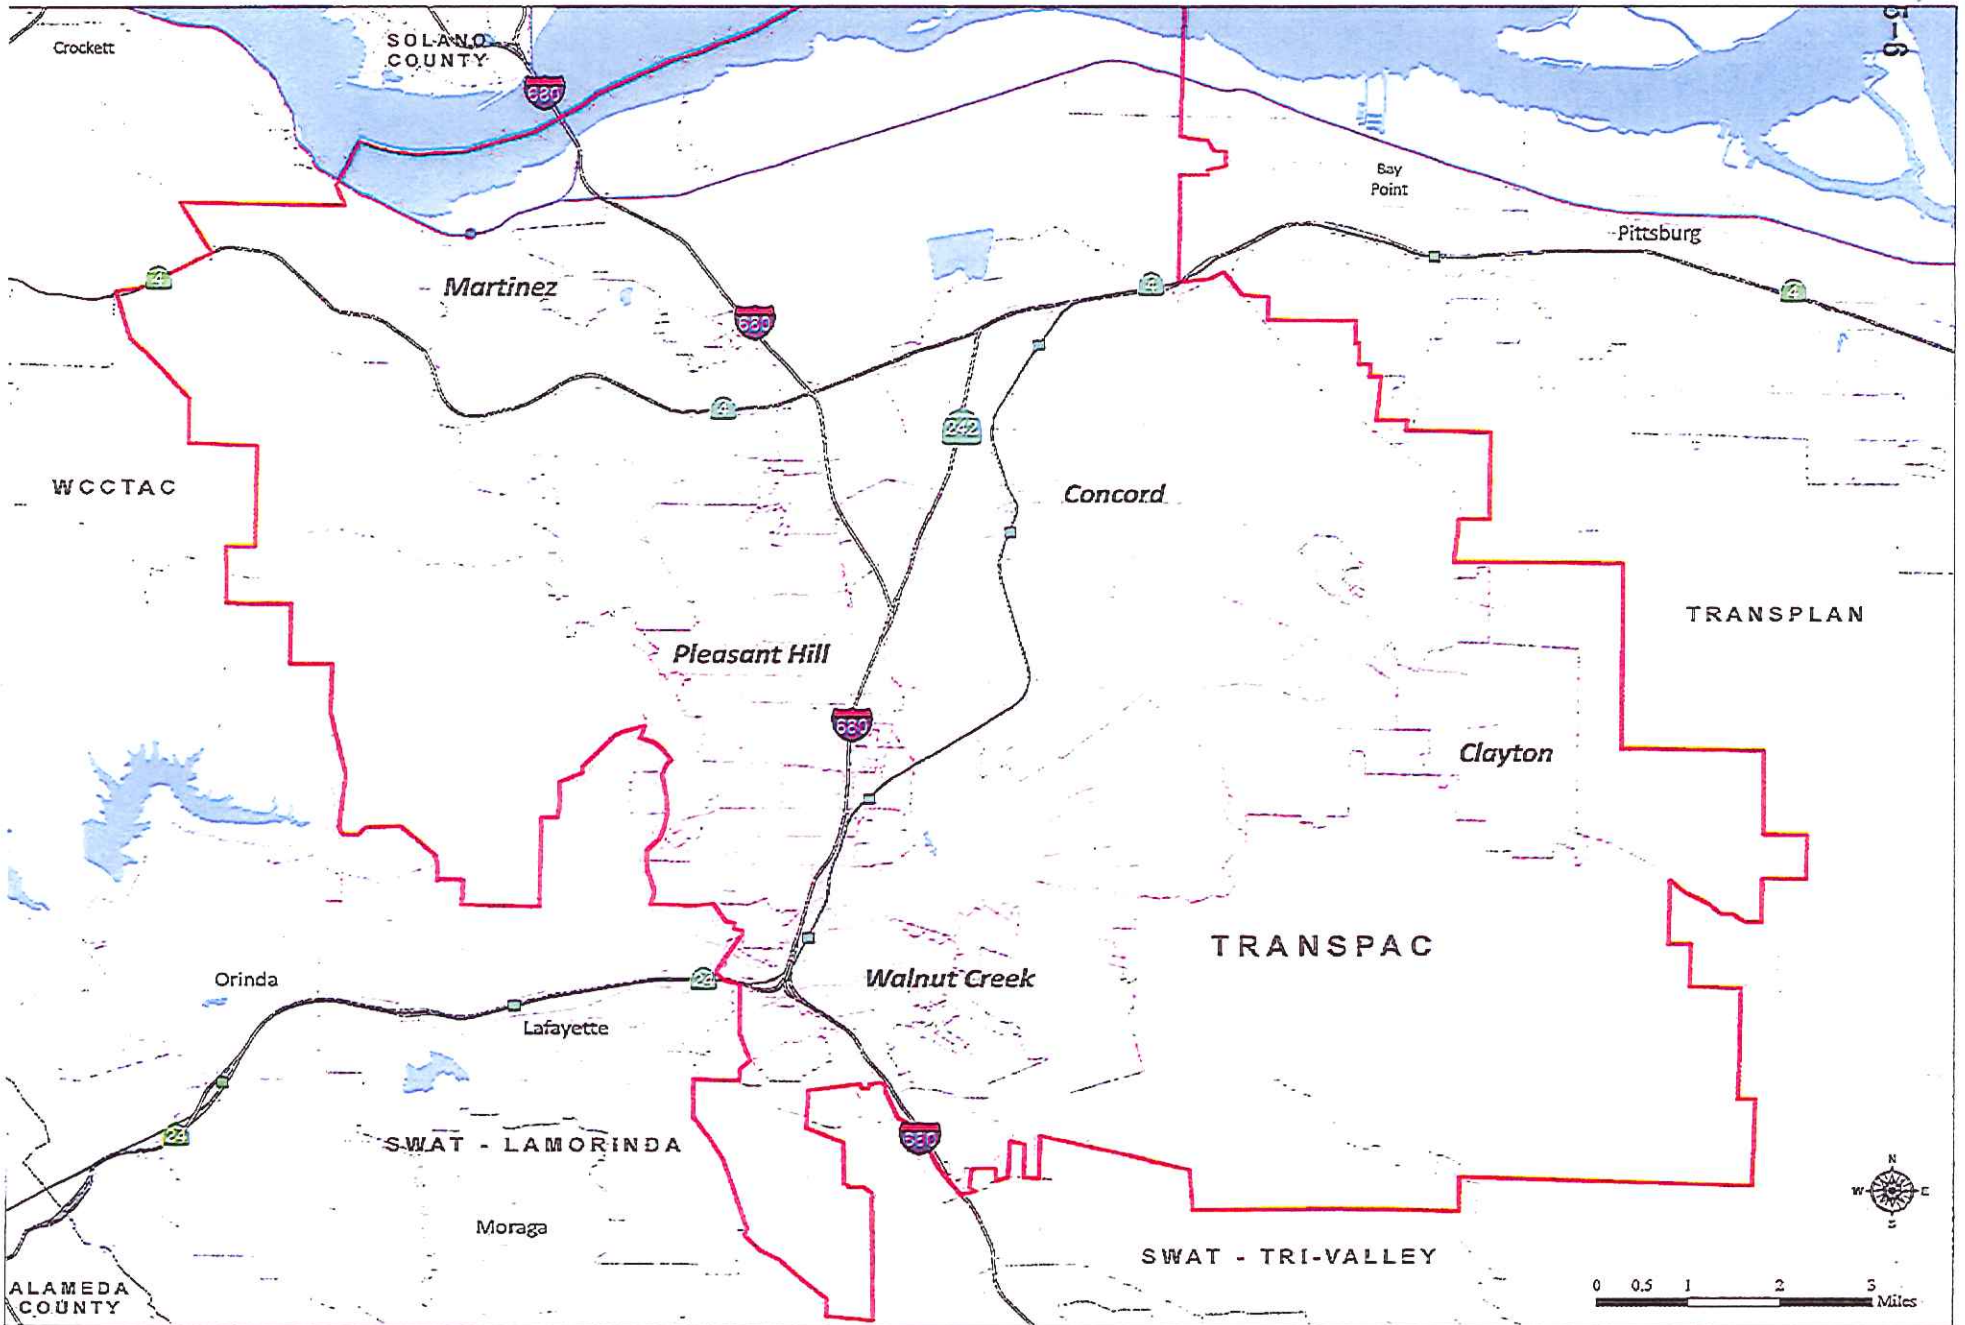 Crockett
SOLANO
COUNTY
680
Bay
Point
Pittsburg
4
Martinez
4
4
680
4
242
WCCTAC
Concord
TRANSPLAN
Pleasant Hill
680
Clayton
TRANSPAC
Orinda
24
Walnut Creek
Lafayette
24
SWAT - LAMORINDA
680
N
W E
S
Moraga
SWAT - TRI-VALLEY
ALAMEDA
COUNTY
0 0.5 1 2 3
Miles